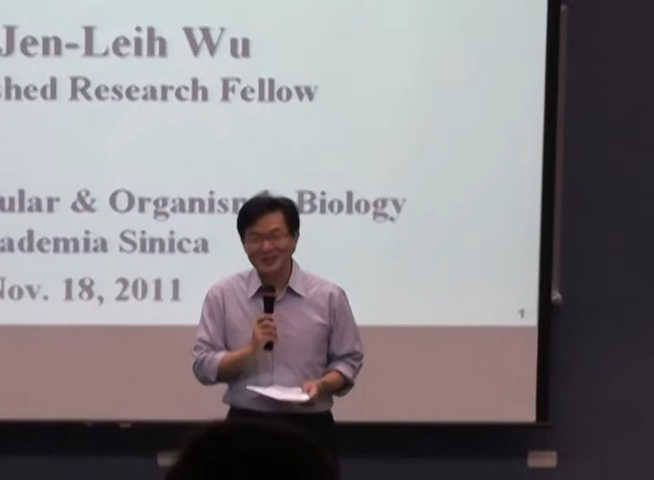 Jen-Leih Wu
shed Research Fellow
ular & Organism Biology
ademia Sinica
Nov. 18, 2011
1